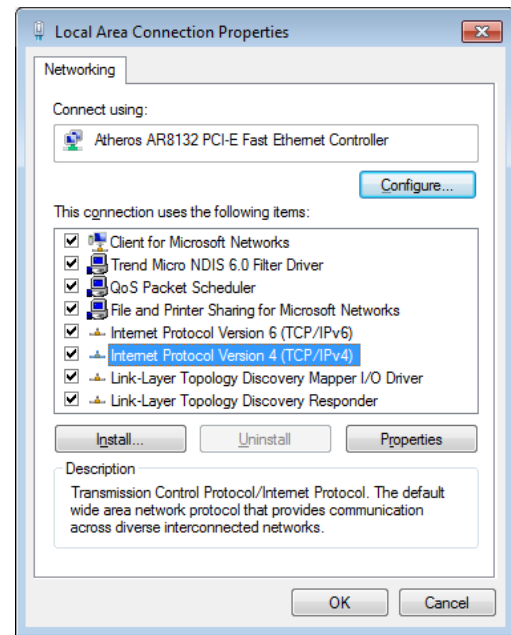 Local Area Connection Properties
Networking
Connect using:
Atheros AR8132 PCI-E Fast Ethernet Controller
Configure...
This connection uses the following items:
Client for Microsoft Networks
Trend Micro NDIS 6.0 Filter Driver
QoS Packet Scheduler
File and Printer Sharing for Microsoft Networks
Internet Protocol Version 6 (TCP/IPv6)
Internet Protocol Version 4 (TCP/IPv4)
Link-Layer Topology Discovery Mapper I/O Driver
Link-Layer Topology Discovery Responder
Install... Uninstall Properties
Description
Transmission Control Protocol/Internet Protocol. The default
wide area network protocol that provides communication
across diverse interconnected networks.
OK Cancel